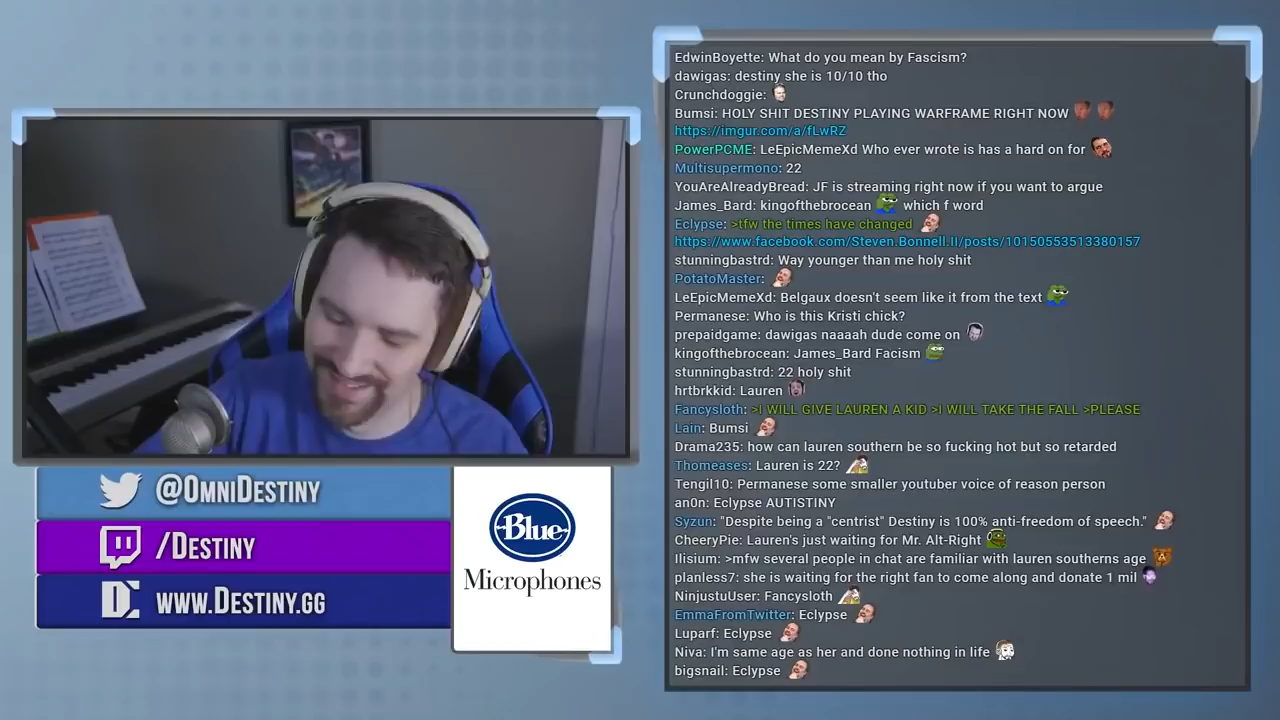 EdwinBoyette: What do you mean by Fascism?
dawigas: destiny she is 10/10 tho
Crunchdoggie:
Bumsi: HOLY SHIT DESTINY PLAYING WARFRAME RIGHT NOW
https://imgur.com/a/fLwRZ
PowerPCME: LeEpicMemeXd Who ever wrote is has a hard on for
Multisupermono: 22
YouAreAlreadyBread: JF is streaming right now if you want to argue
James_Bard: kingofthebrocean which f word
Eclypse: >tfw the times have changed
https://www.facebook.com/Steven.Bonnell.II/posts/10150553513380157
stunningbastrd: Way younger than me holy shit
PotatoMaster:
LeEpicMemeXd: Belgaux doesn't seem like it from the text
Permanese: Who is this Kristi chick?
prepaidgame: dawigas naaaah dude come on
kingofthebrocean: James_Bard Facism
stunningbastrd: 22 holy shit
hrtbrkkid: Lauren
Fancysloth: >I WILL GIVE LAUREN A KID >I WILL TAKE THE FALL >PLEASE
Lain: Bumsi
Drama235: how can lauren southern be so fucking hot but so retarded
Thomeases: Lauren is 22?
Tengil10: Permanese some smaller youtuber voice of reason person
an0n: Eclypse AUTISTINY
Syzun: "Despite being a "centrist" Destiny is 100% anti-freedom of speech."
CheeryPie: Lauren's just waiting for Mr. Alt-Right
Ilisium: >mfw several people in chat are familiar with lauren southerns age
planless7: she is waiting for the right fan to come along and donate 1 mil
NinjustuUser: Fancysloth
EmmaFromTwitter: Eclypse
Luparf: Eclypse
Niva: I'm same age as her and done nothing in life
bigsnail: Eclypse
@OmniDestiny
/Destiny
www.Destiny.gg
Blue
Microphones